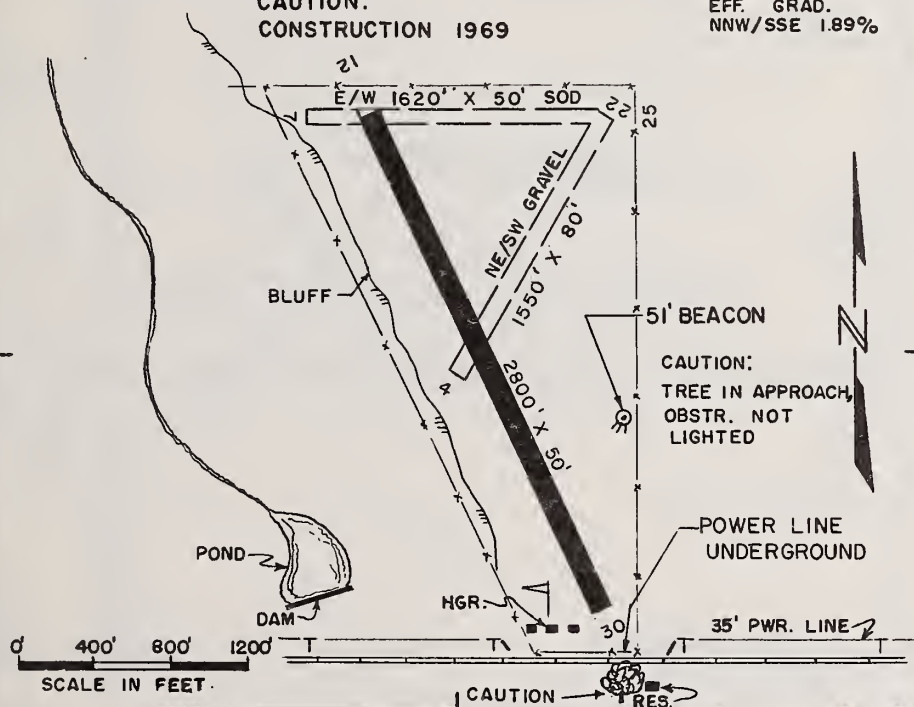 CAUTION:
CONSTRUCTION 1969
EFF. GRAD.
NNW/SSE 1.89%
12
E/W 1620' X 50' SOD
7
22
25
NE/SW GRAVEL
1550' X 80'
BLUFF
51' BEACON
CAUTION:
TREE IN APPROACH,
OBSTR. NOT
LIGHTED
N
4
2800' X 50'
POWER LINE
UNDERGROUND
POND
DAM
HGR.
30
35' PWR. LINE
0' 400' 800' 1200'
SCALE IN FEET.
CAUTION
RES.